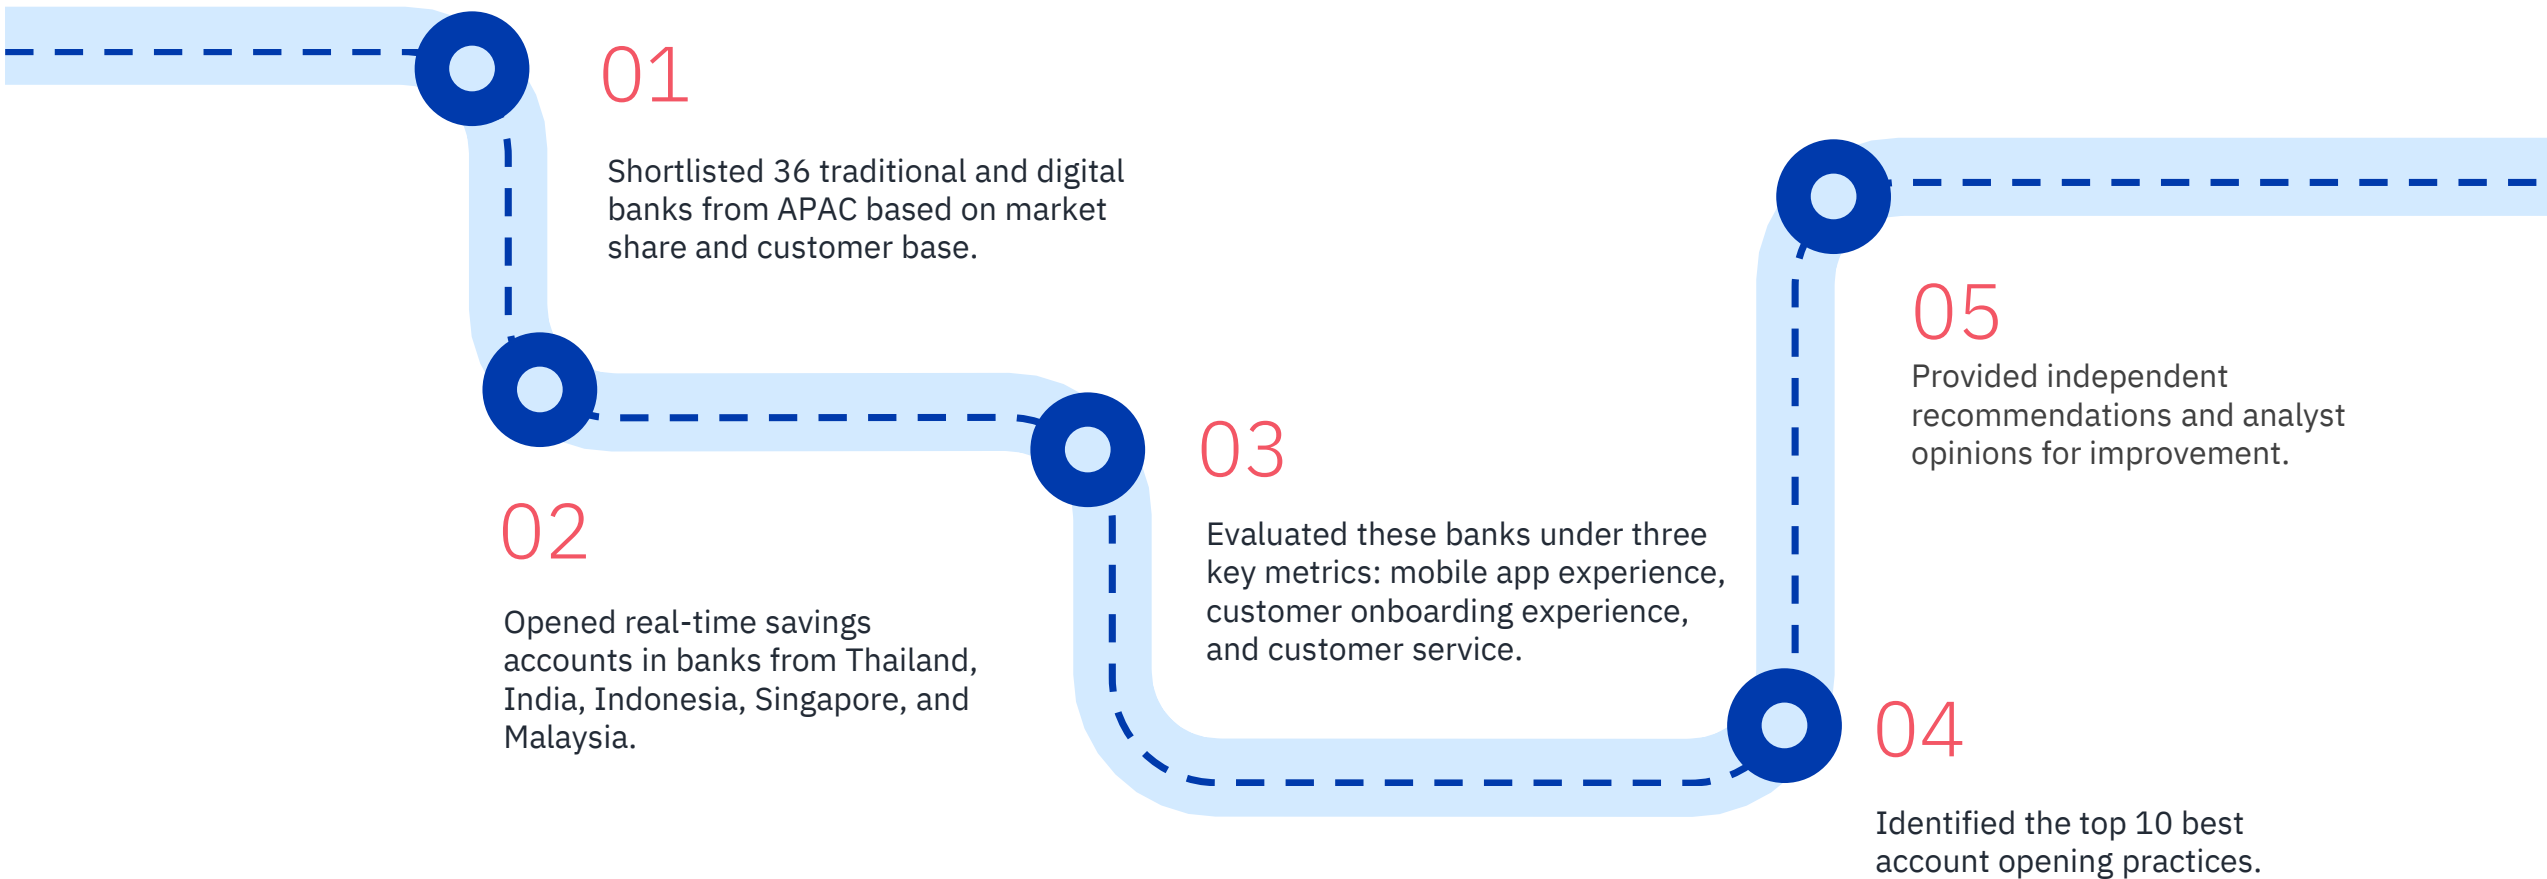 01
Shortlisted 36 traditional and digital
banks from APAC based on market
share and customer base.
02
Opened real-time savings
accounts in banks from Thailand,
India, Indonesia, Singapore, and
Malaysia.
03
Evaluated these banks under three
key metrics: mobile app experience,
customer onboarding experience,
and customer service.
04
Identified the top 10 best
account opening practices.
05
Provided independent
recommendations and analyst
opinions for improvement.